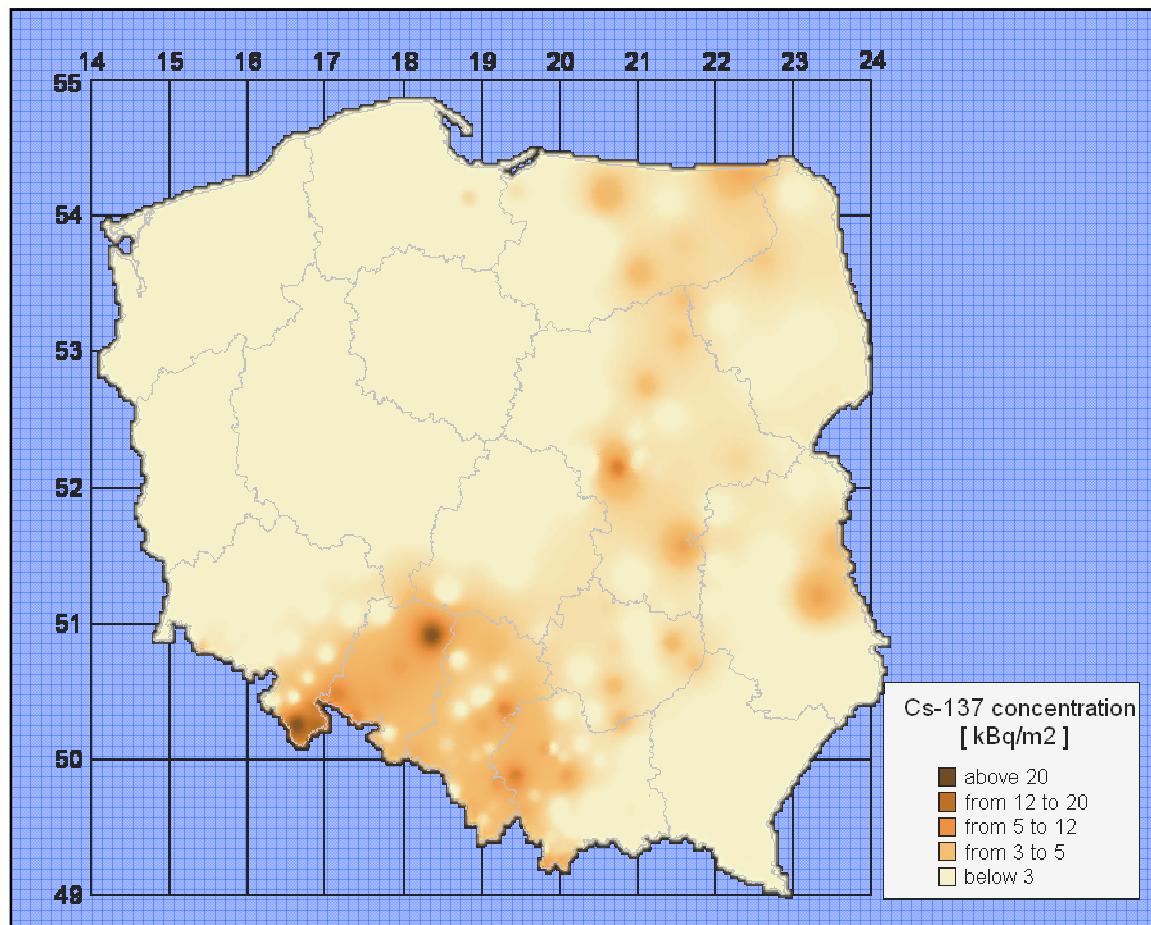 14 15 16 17 18 19 20 21 22 23 24
55
54
53
52
51
50
49
Cs-137 concentration
[ kBq/m2 ]
above 20
from 12 to 20
from 5 to 12
from 3 to 5
below 3